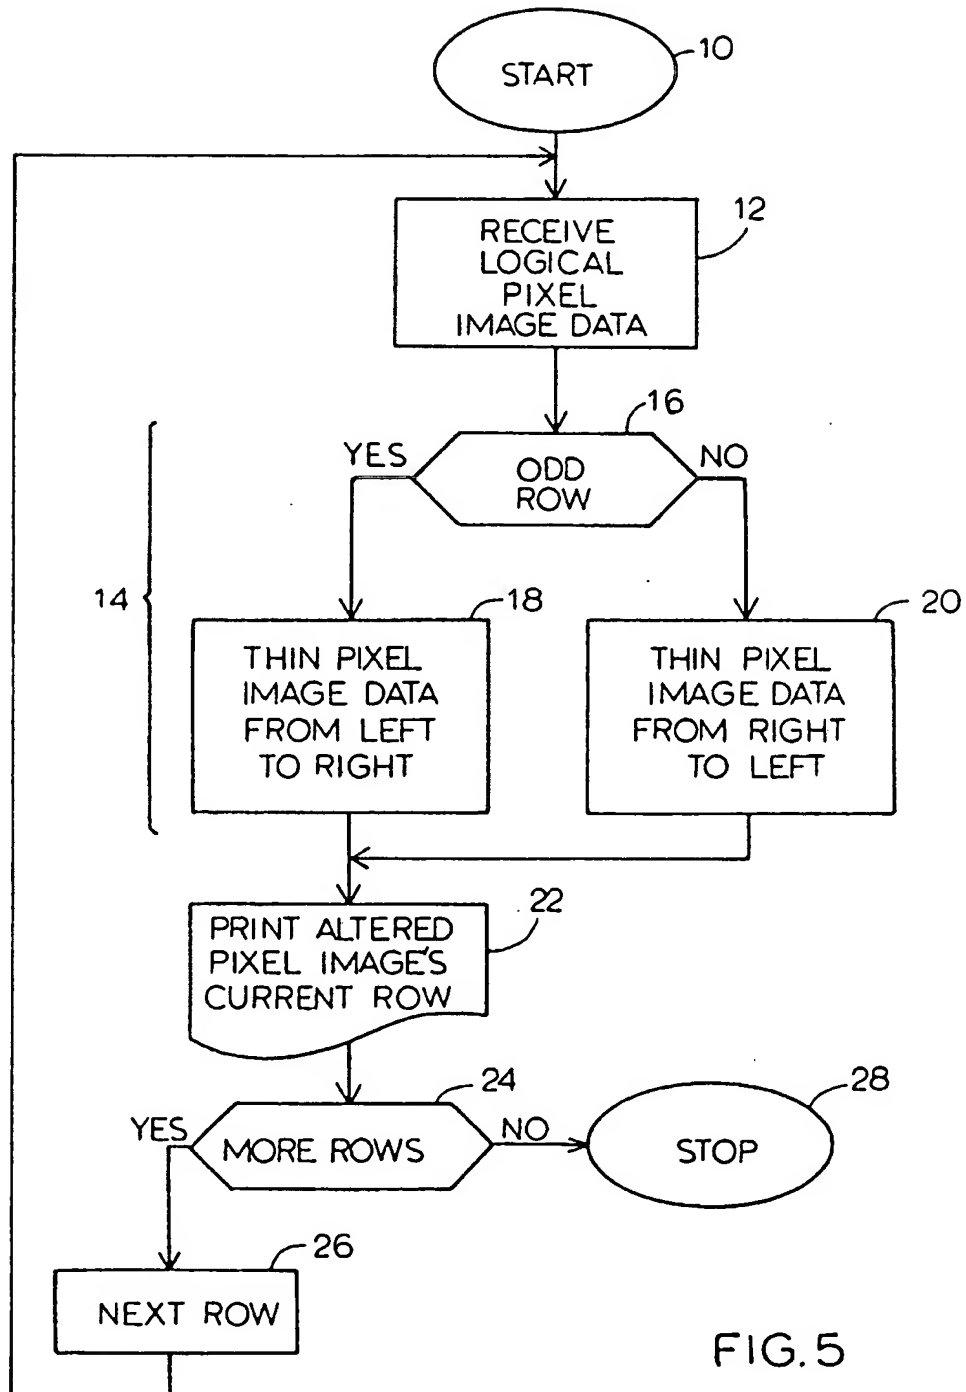 START
10
RECEIVE
LOGICAL
PIXEL
IMAGE DATA
12
16
YES
ODD
ROW
NO
14
18
THIN PIXEL
IMAGE DATA
FROM LEFT
TO RIGHT
20
THIN PIXEL
IMAGE DATA
FROM RIGHT
TO LEFT
22
PRINT ALTERED
PIXEL IMAGE'S
CURRENT ROW
24
YES
MORE ROWS
NO
28
STOP
26
NEXT ROW
FIG. 5